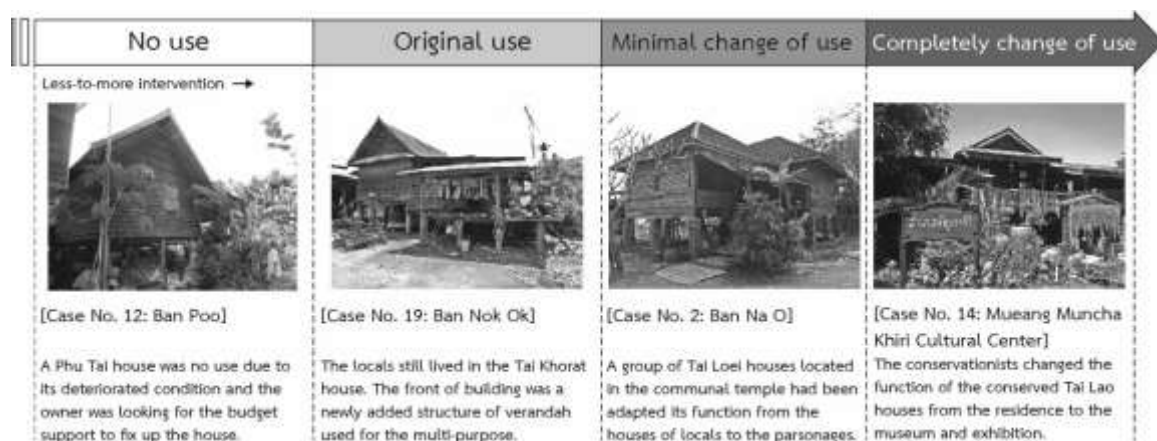 No use
Original use
Minimal change of use
Completely change of use
Less-to-more intervention →
[Case No. 12: Ban Poo]
A Phu Tai house was no use due to
its deteriorated condition and the
owner was looking for the budget
support to fix up the house.
[Case No. 19: Ban Nok Ok]
The locals still lived in the Tai Khorat
house. The front of building was a
newly added structure of verandah
used for the multi-purpose.
[Case No. 2: Ban Na O]
A group of Tai Loei houses located
in the communal temple had been
adapted its function from the
houses of locals to the parsonages.
[Case No. 14: Mueang Muncha
Khiri Cultural Center]
The conservationists changed the
function of the conserved Tai Lao
houses from the residence to the
museum and exhibition.